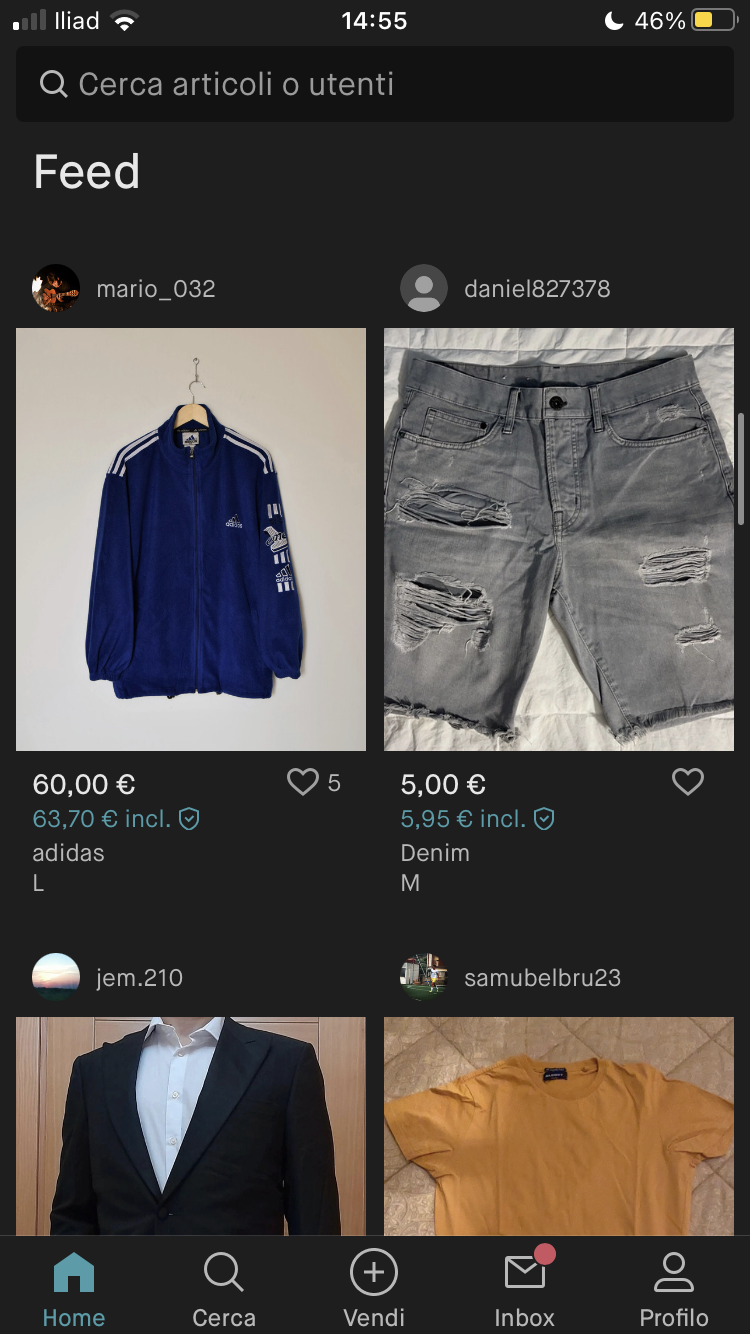 Iliad 14:55 46%
Cerca articoli o utenti
Feed
mario_032
daniel827378
adidas
60,00 € 5
63,70 € incl.
adidas
L
5,00 €
5,95 € incl.
Denim
M
jem.210
samubelbru23
Home Cerca Vendi Inbox Profilo